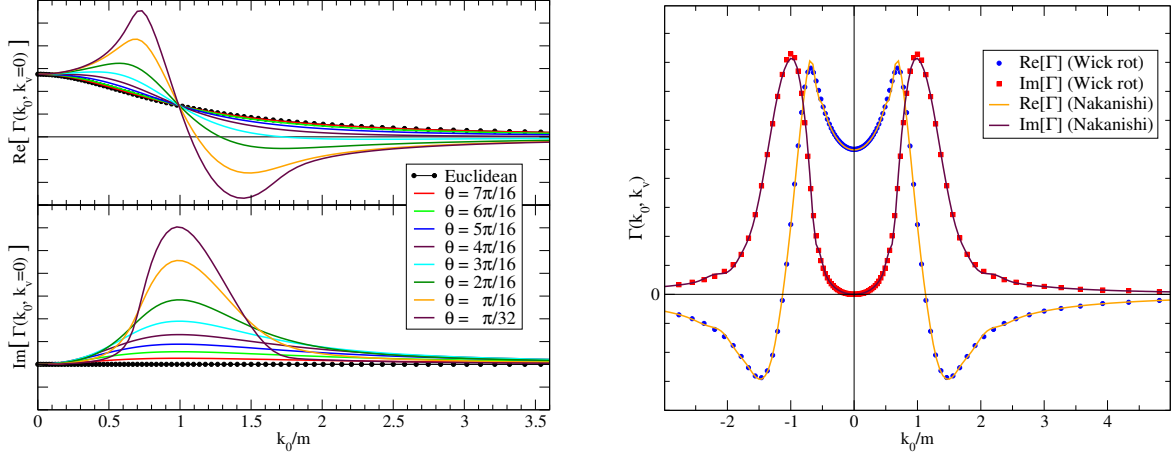 Re[ Γ(k₀, kᵥ=0) ]
Im[ Γ(k₀, kᵥ=0) ]
Euclidean
θ = 7π/16
θ = 6π/16
θ = 5π/16
θ = 4π/16
θ = 3π/16
θ = 2π/16
θ = π/16
θ = π/32
0 0.5 1 1.5 2 2.5 3 3.5
k₀/m
Γ(k₀, kᵥ)
0
Re[Γ] (Wick rot)
Im[Γ] (Wick rot)
Re[Γ] (Nakanishi)
Im[Γ] (Nakanishi)
-2 -1 0 1 2 3 4
k₀/m